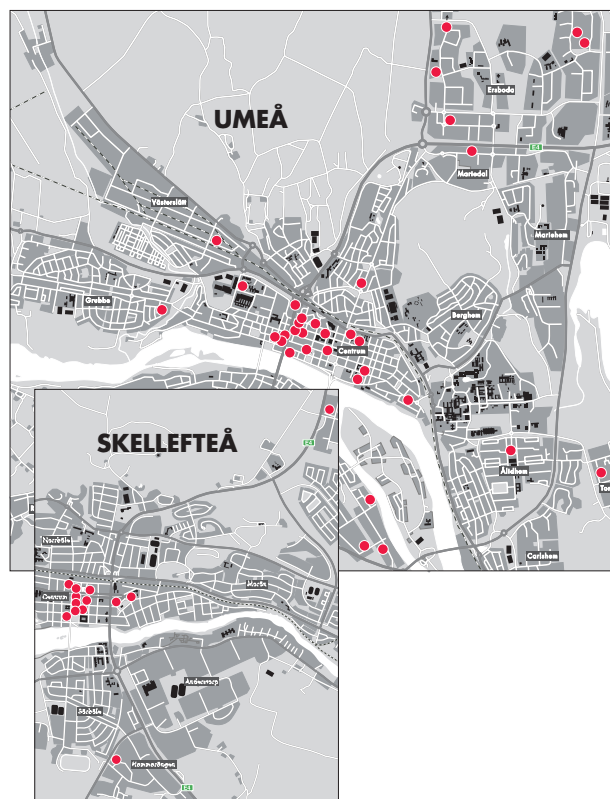 UMEÅ
Ersboda
E4
Mariedal
Västerslätt
Mariehem
Grubbe
Berghem
Centrum
SKELLEFTEÅ
E4
Ålidhem
Carlshem
Norrböle
Morön
Centrum
Anderstorp
Sörböle
Hammarängen
E4